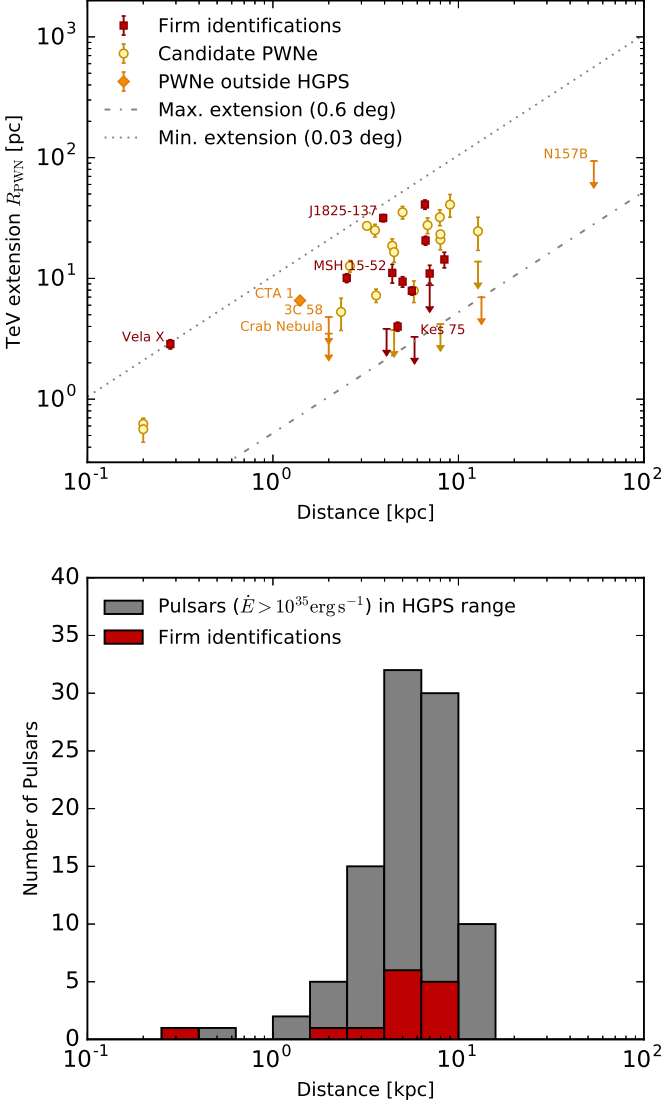 Firm identifications
Candidate PWNe
PWNe outside HGPS
Max. extension (0.6 deg)
Min. extension (0.03 deg)
10³
10²
10¹
10⁰
TeV extension R_PWN [pc]
N157B
J1825-137
MSH 15-52
CTA 1
3C 58
Crab Nebula
Vela X
Kes 75
10⁻¹ 10⁰ 10¹ 10²
Distance [kpc]
40
35
30
25
20
15
10
5
0
Number of Pulsars
Pulsars (Ė > 10³⁵ erg s⁻¹) in HGPS range
Firm identifications
10⁻¹ 10⁰ 10¹ 10²
Distance [kpc]